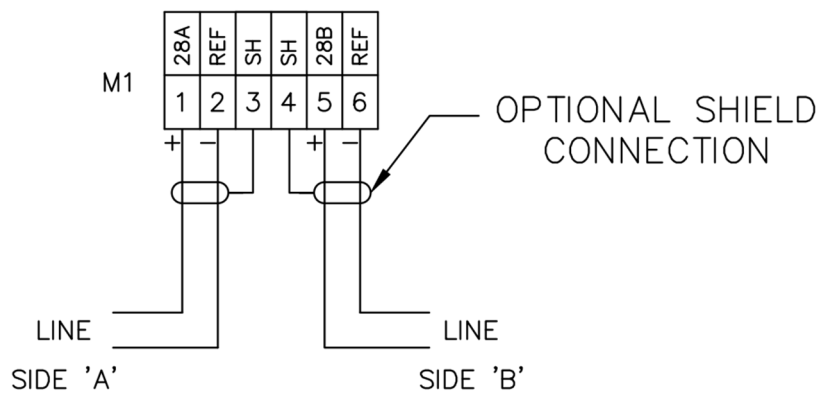 28A REF SH SH 28B REF
M1
1 2 3 4 5 6
+ − + −
OPTIONAL SHIELD
CONNECTION
LINE
SIDE 'A'
LINE
SIDE 'B'